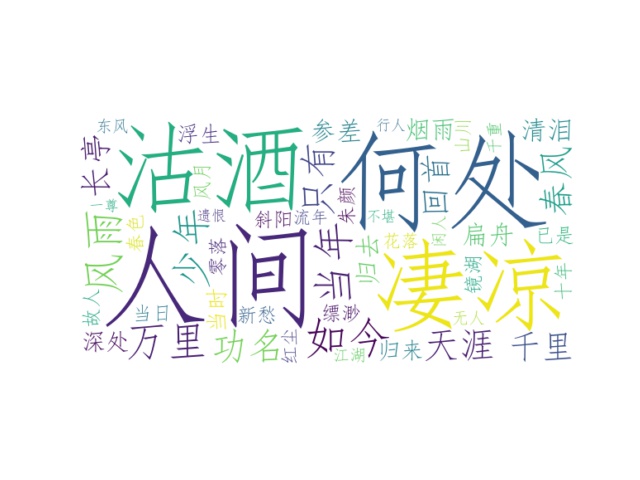 东风
浮生
沽酒
参差
行人
烟雨
山川
千重
清泪
长亭
风月
只有
何处
回首
春风
一樽
春色
遗恨
斜阳
流年
朱颜
不堪
闲人
扁舟
已是
风雨
少年
零落
人间
当年
归去
花落
凄凉
镜湖
十年
故人
当日
当时
新愁
缥渺
无人
深处
万里
功名
红尘
如今
江湖
归来
天涯
千里